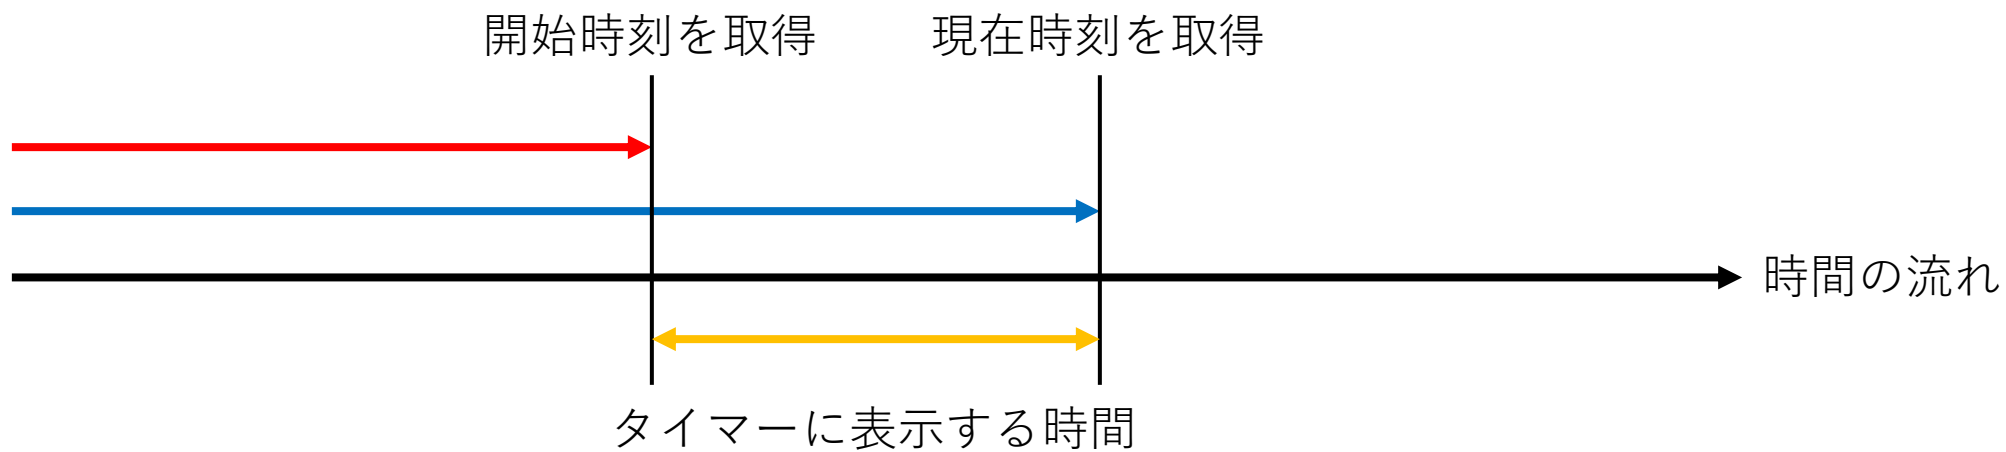 開始時刻を取得
現在時刻を取得
時間の流れ
タイマーに表示する時間